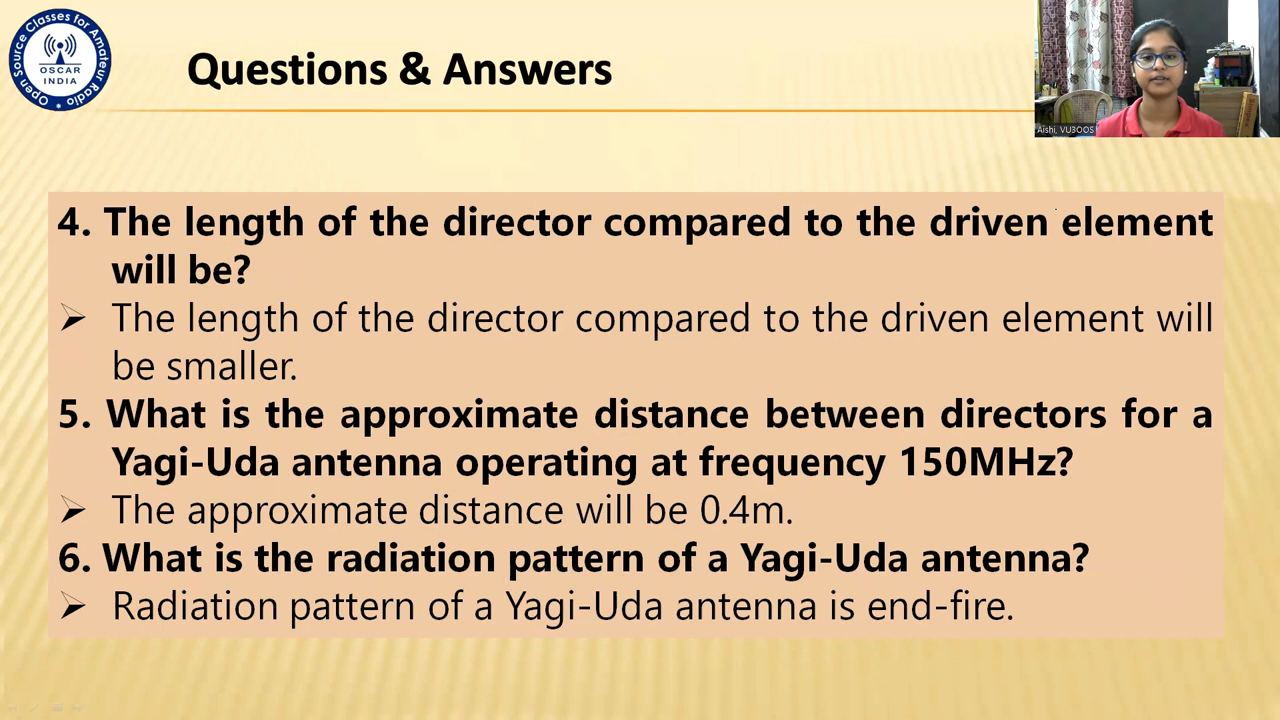 Open Source Classes for Amateur Radio *
OSCAR
INDIA
Questions & Answers
Aishi, VU3OOS
4. The length of the director compared to the driven element
will be?
➢ The length of the director compared to the driven element will
be smaller.
5. What is the approximate distance between directors for a
Yagi-Uda antenna operating at frequency 150MHz?
➢ The approximate distance will be 0.4m.
6. What is the radiation pattern of a Yagi-Uda antenna?
➢ Radiation pattern of a Yagi-Uda antenna is end-fire.